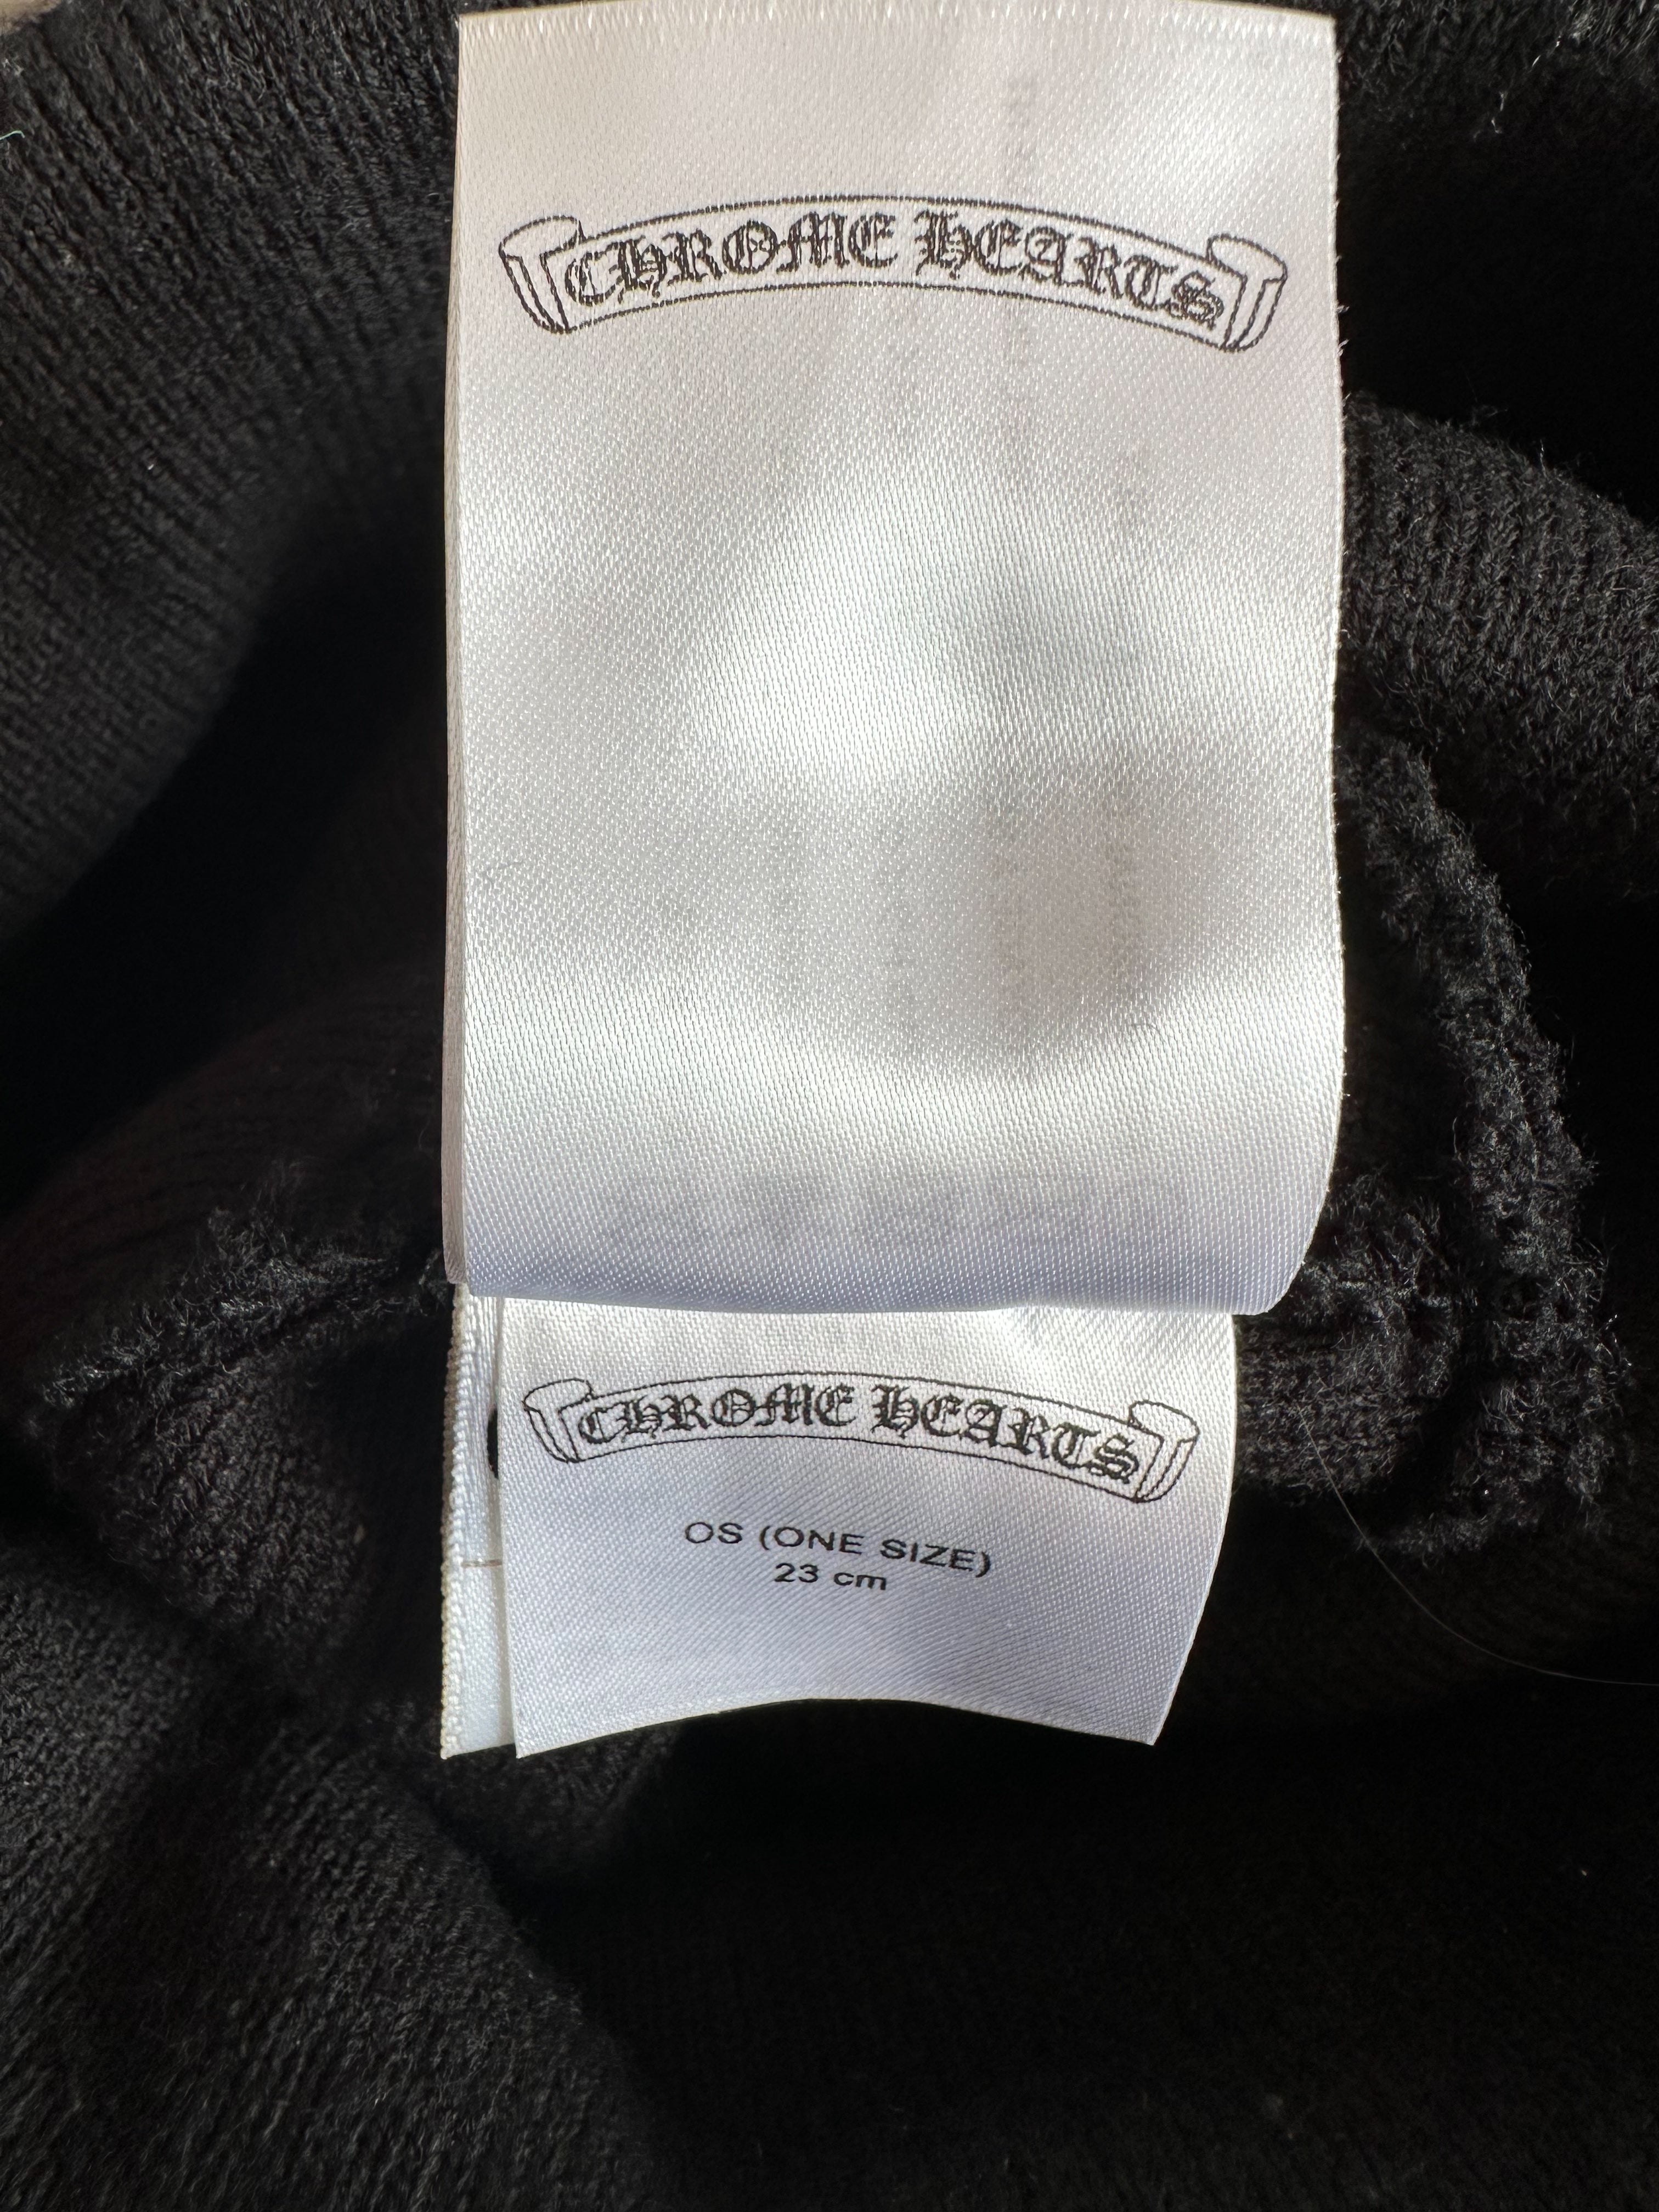 CHROME HEARTS
CHROME HEARTS
OS (ONE SIZE)
23 cm